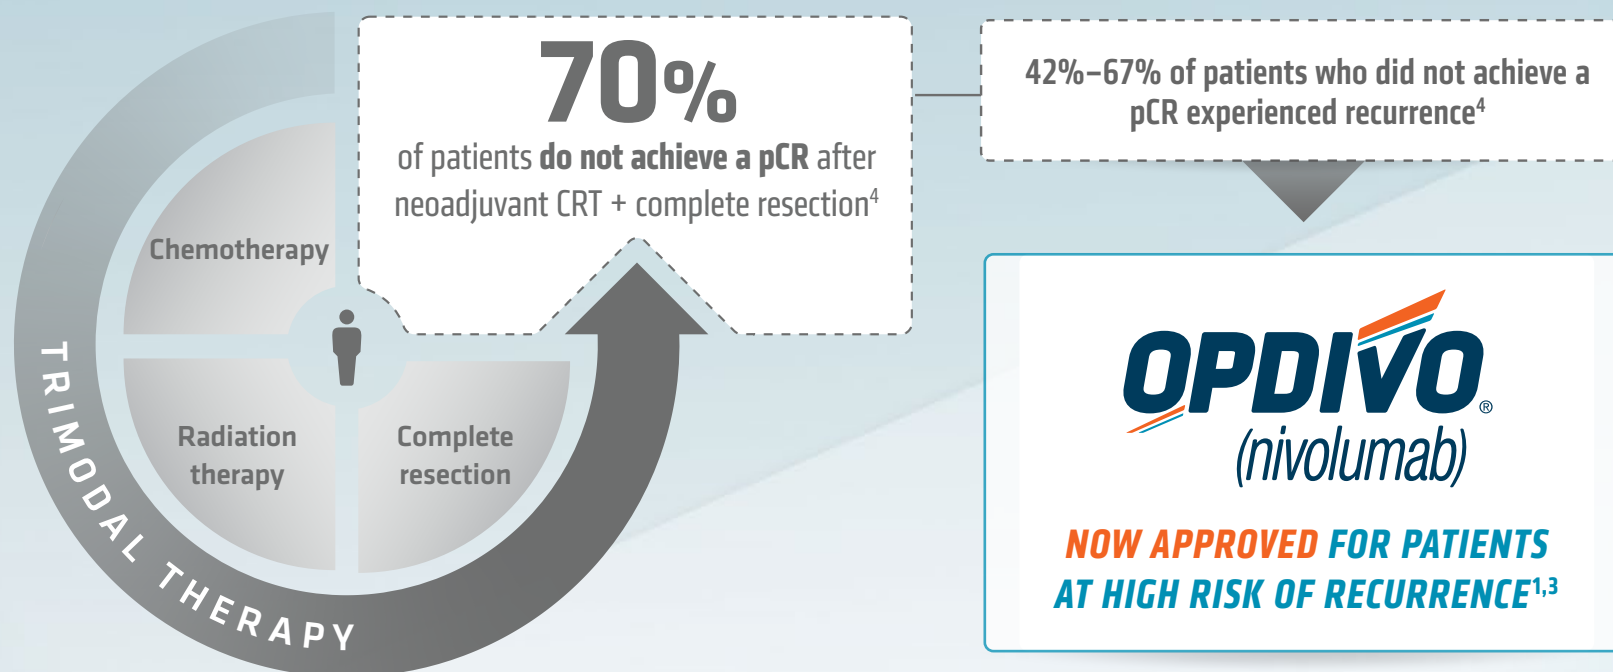 70%
of patients do not achieve a pCR after
neoadjuvant CRT + complete resection4
42%–67% of patients who did not achieve a
pCR experienced recurrence4
Chemotherapy
Radiation
therapy
Complete
resection
TRIMODAL THERAPY
OPDIVO®
(nivolumab)
NOW APPROVED FOR PATIENTS
AT HIGH RISK OF RECURRENCE1,3